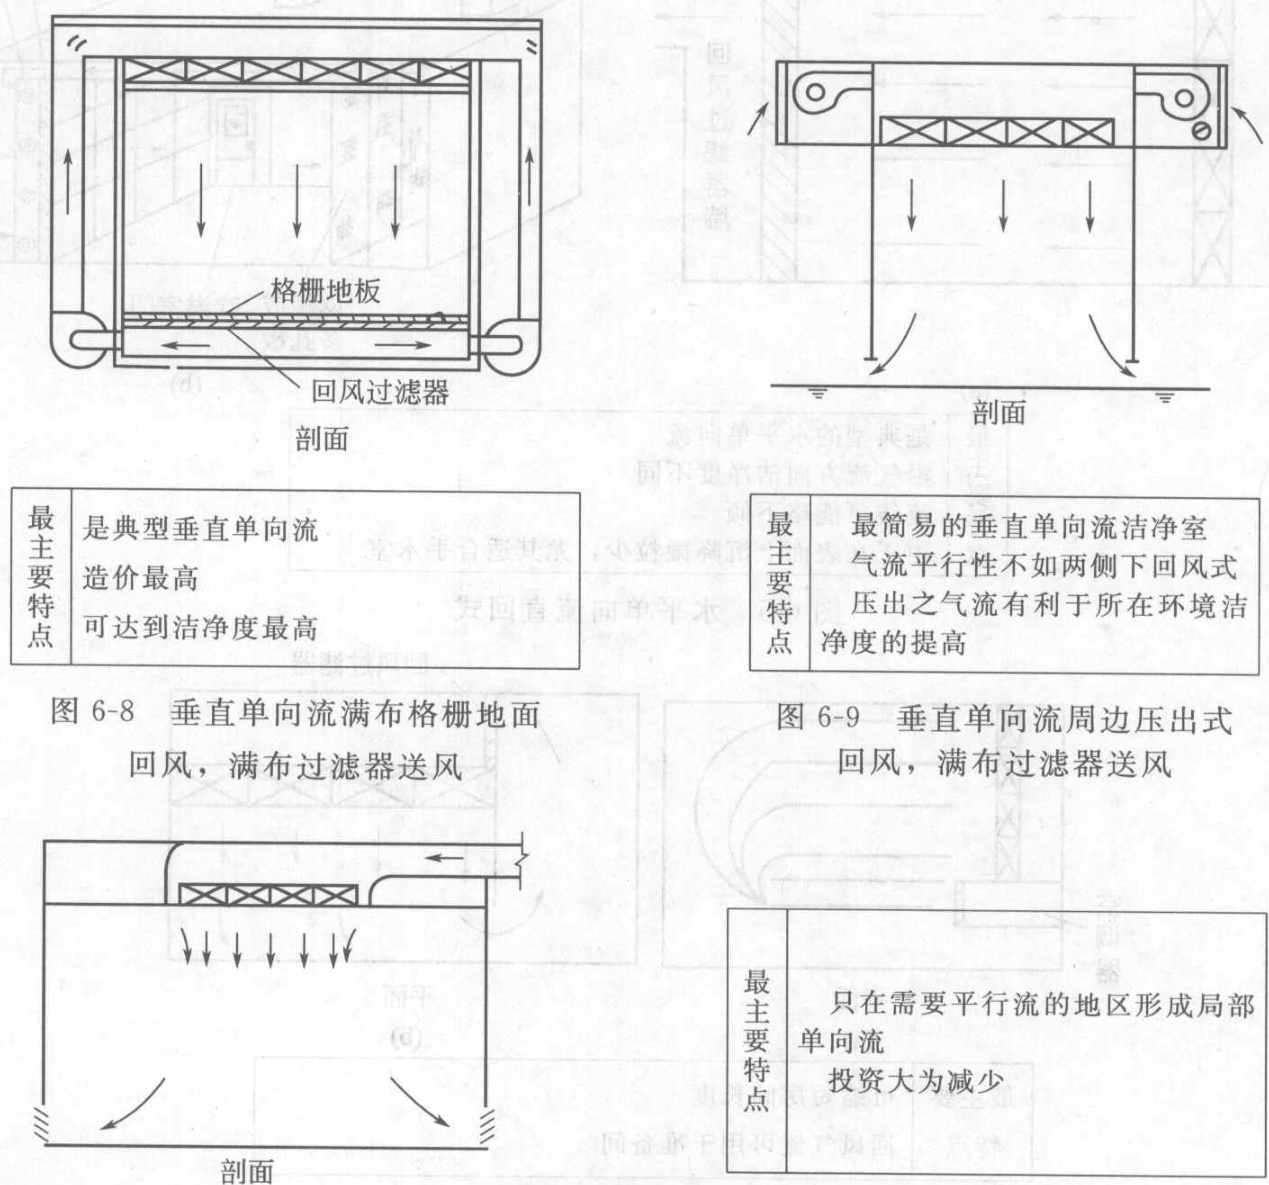 格栅地板
回风过滤器
剖面
最主要特点
是典型垂直单向流
造价最高
可达到洁净度最高
图 6-8 垂直单向流满布格栅地面
回风，满布过滤器送风
剖面
最主要特点
最简易的垂直单向流洁净室
气流平行性不如两侧下回风式
压出之气流有利于所在环境洁
净度的提高
图 6-9 垂直单向流周边压出式
回风，满布过滤器送风
剖面
最主要特点
只在需要平行流的地区形成局部
单向流
投资大为减少